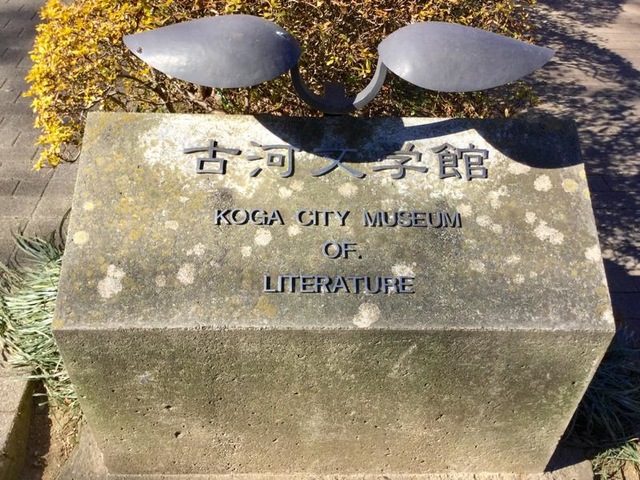 古河文学館
KOGA CITY MUSEUM
OF.
LITERATURE